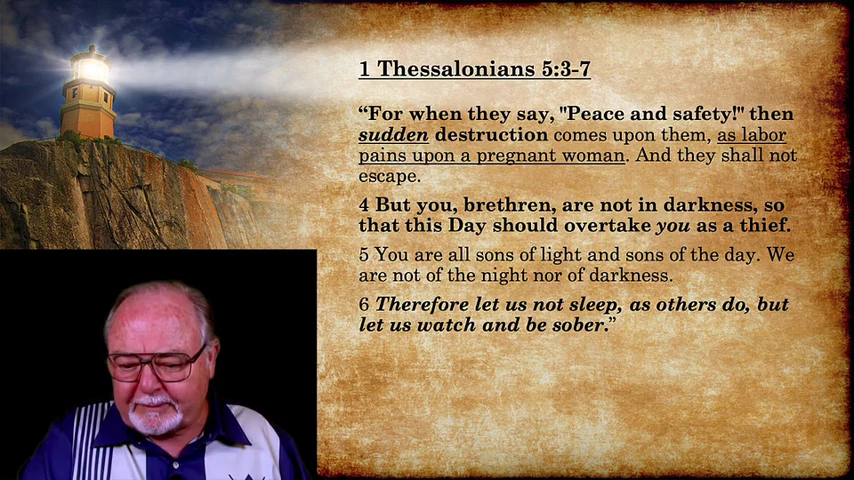 1 Thessalonians 5:3-7
“For when they say, "Peace and safety!" then
sudden destruction comes upon them, as labor
pains upon a pregnant woman. And they shall not
escape.
4 But you, brethren, are not in darkness, so
that this Day should overtake you as a thief.
5 You are all sons of light and sons of the day. We
are not of the night nor of darkness.
6 Therefore let us not sleep, as others do, but
let us watch and be sober.”